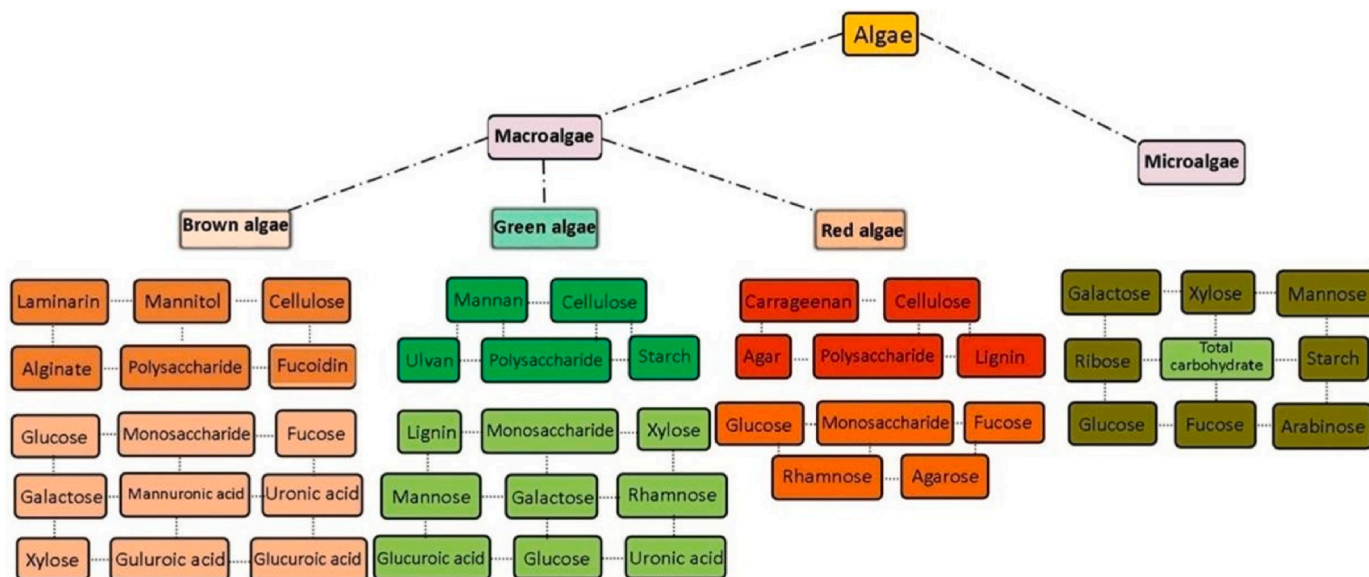 Algae
Macroalgae
Microalgae
Brown algae
Green algae
Red algae
Laminarin
Mannitol
Cellulose
Alginate
Polysaccharide
Fucoidin
Glucose
Monosaccharide
Fucose
Galactose
Mannuronic acid
Uronic acid
Xylose
Guluroic acid
Glucuroic acid
Mannan
Cellulose
Ulvan
Polysaccharide
Starch
Lignin
Monosaccharide
Xylose
Mannose
Galactose
Rhamnose
Glucuroic acid
Glucose
Uronic acid
Carrageenan
Cellulose
Agar
Polysaccharide
Lignin
Glucose
Monosaccharide
Fucose
Rhamnose
Agarose
Galactose
Xylose
Mannose
Ribose
Total
carbohydrate
Starch
Glucose
Fucose
Arabinose